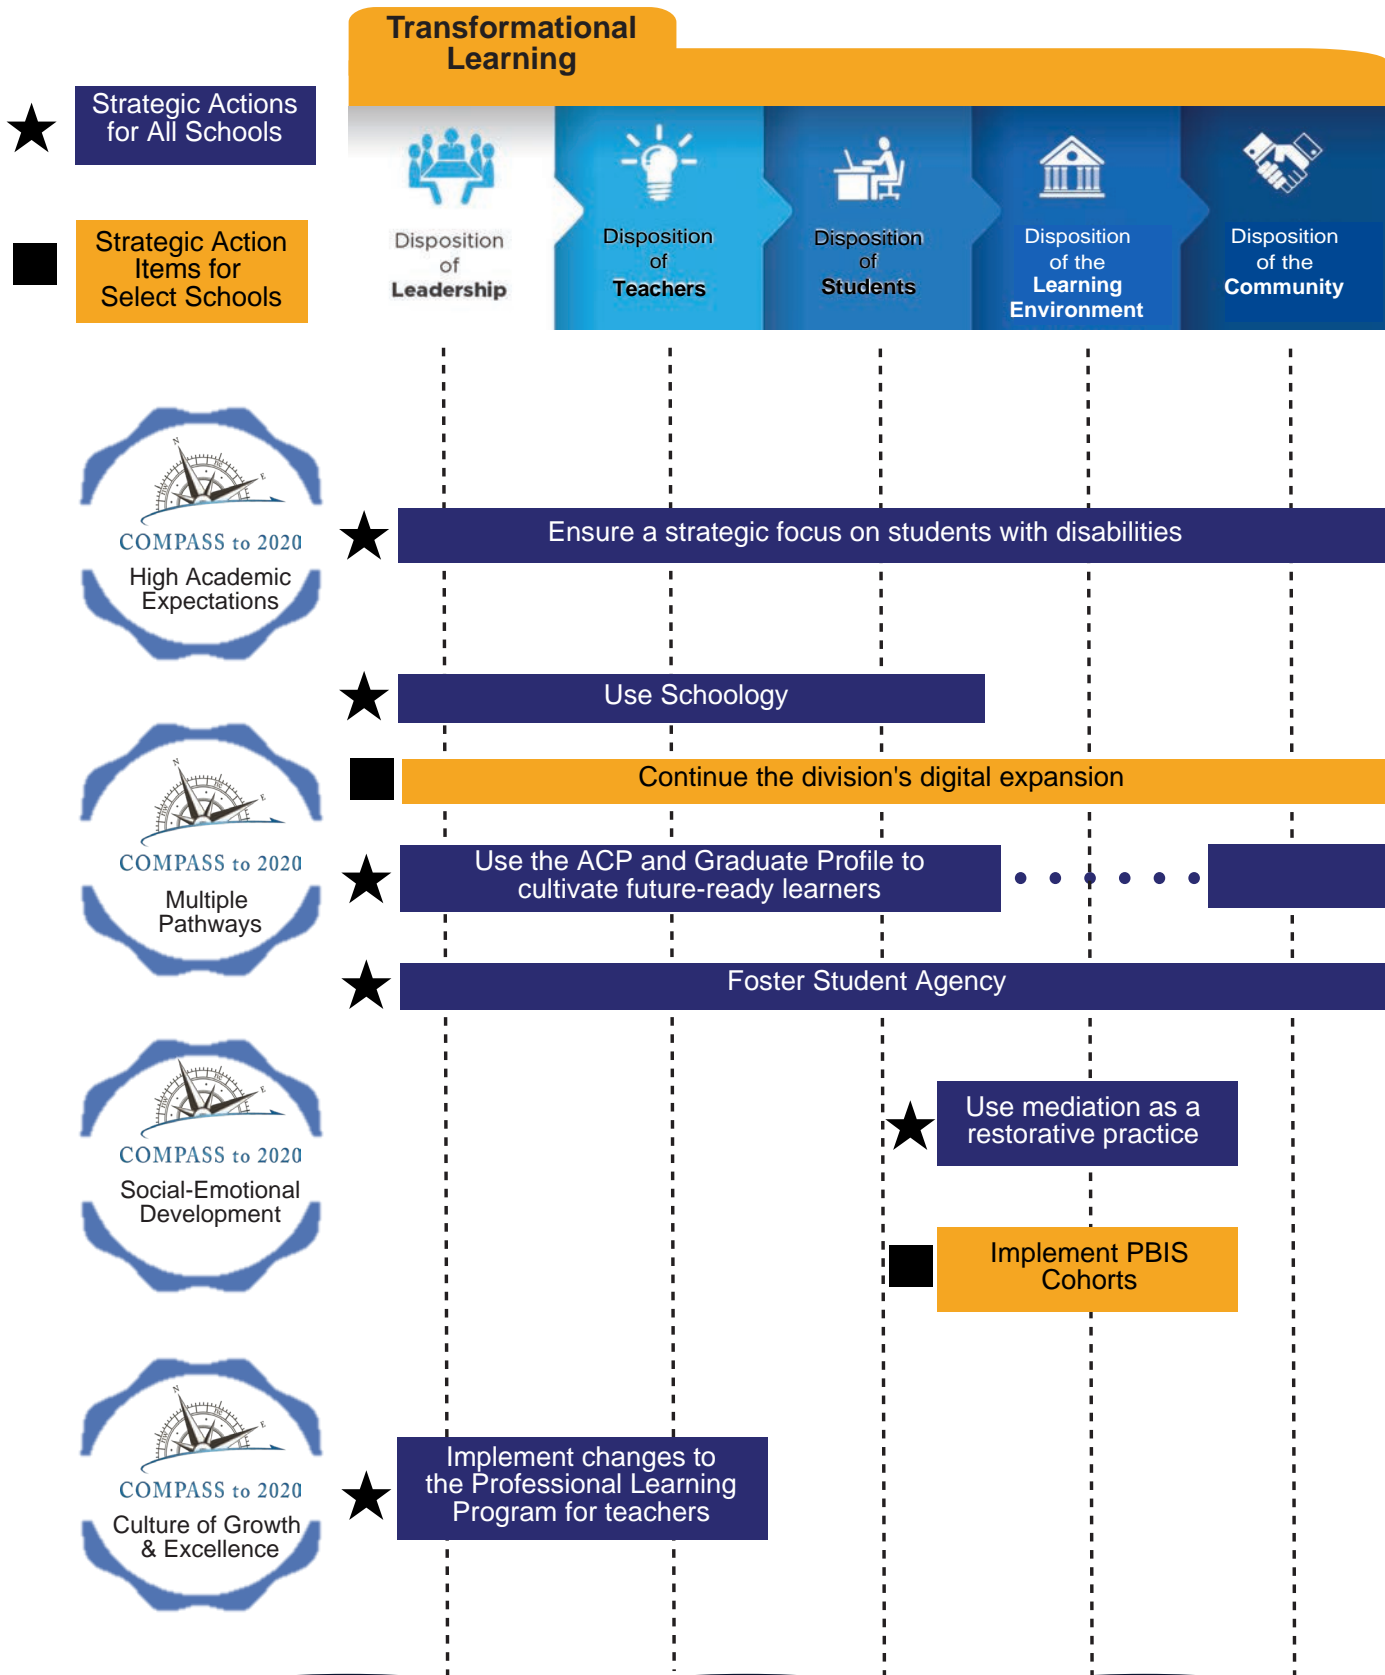 Transformational
Learning
Strategic Actions
for All Schools
Strategic Action
Items for
Select Schools
Disposition
of
Leadership
Disposition
of
Teachers
Disposition
of
Students
Disposition
of the
Learning
Environment
Disposition
of the
Community
N
E
COMPASS to 2020
High Academic
Expectations
Ensure a strategic focus on students with disabilities
Use Schoology
Continue the division's digital expansion
N
E
COMPASS to 2020
Multiple
Pathways
Use the ACP and Graduate Profile to
cultivate future-ready learners
Foster Student Agency
N
E
COMPASS to 2020
Social-Emotional
Development
Use mediation as a
restorative practice
Implement PBIS
Cohorts
N
E
COMPASS to 2020
Culture of Growth
& Excellence
Implement changes to
the Professional Learning
Program for teachers